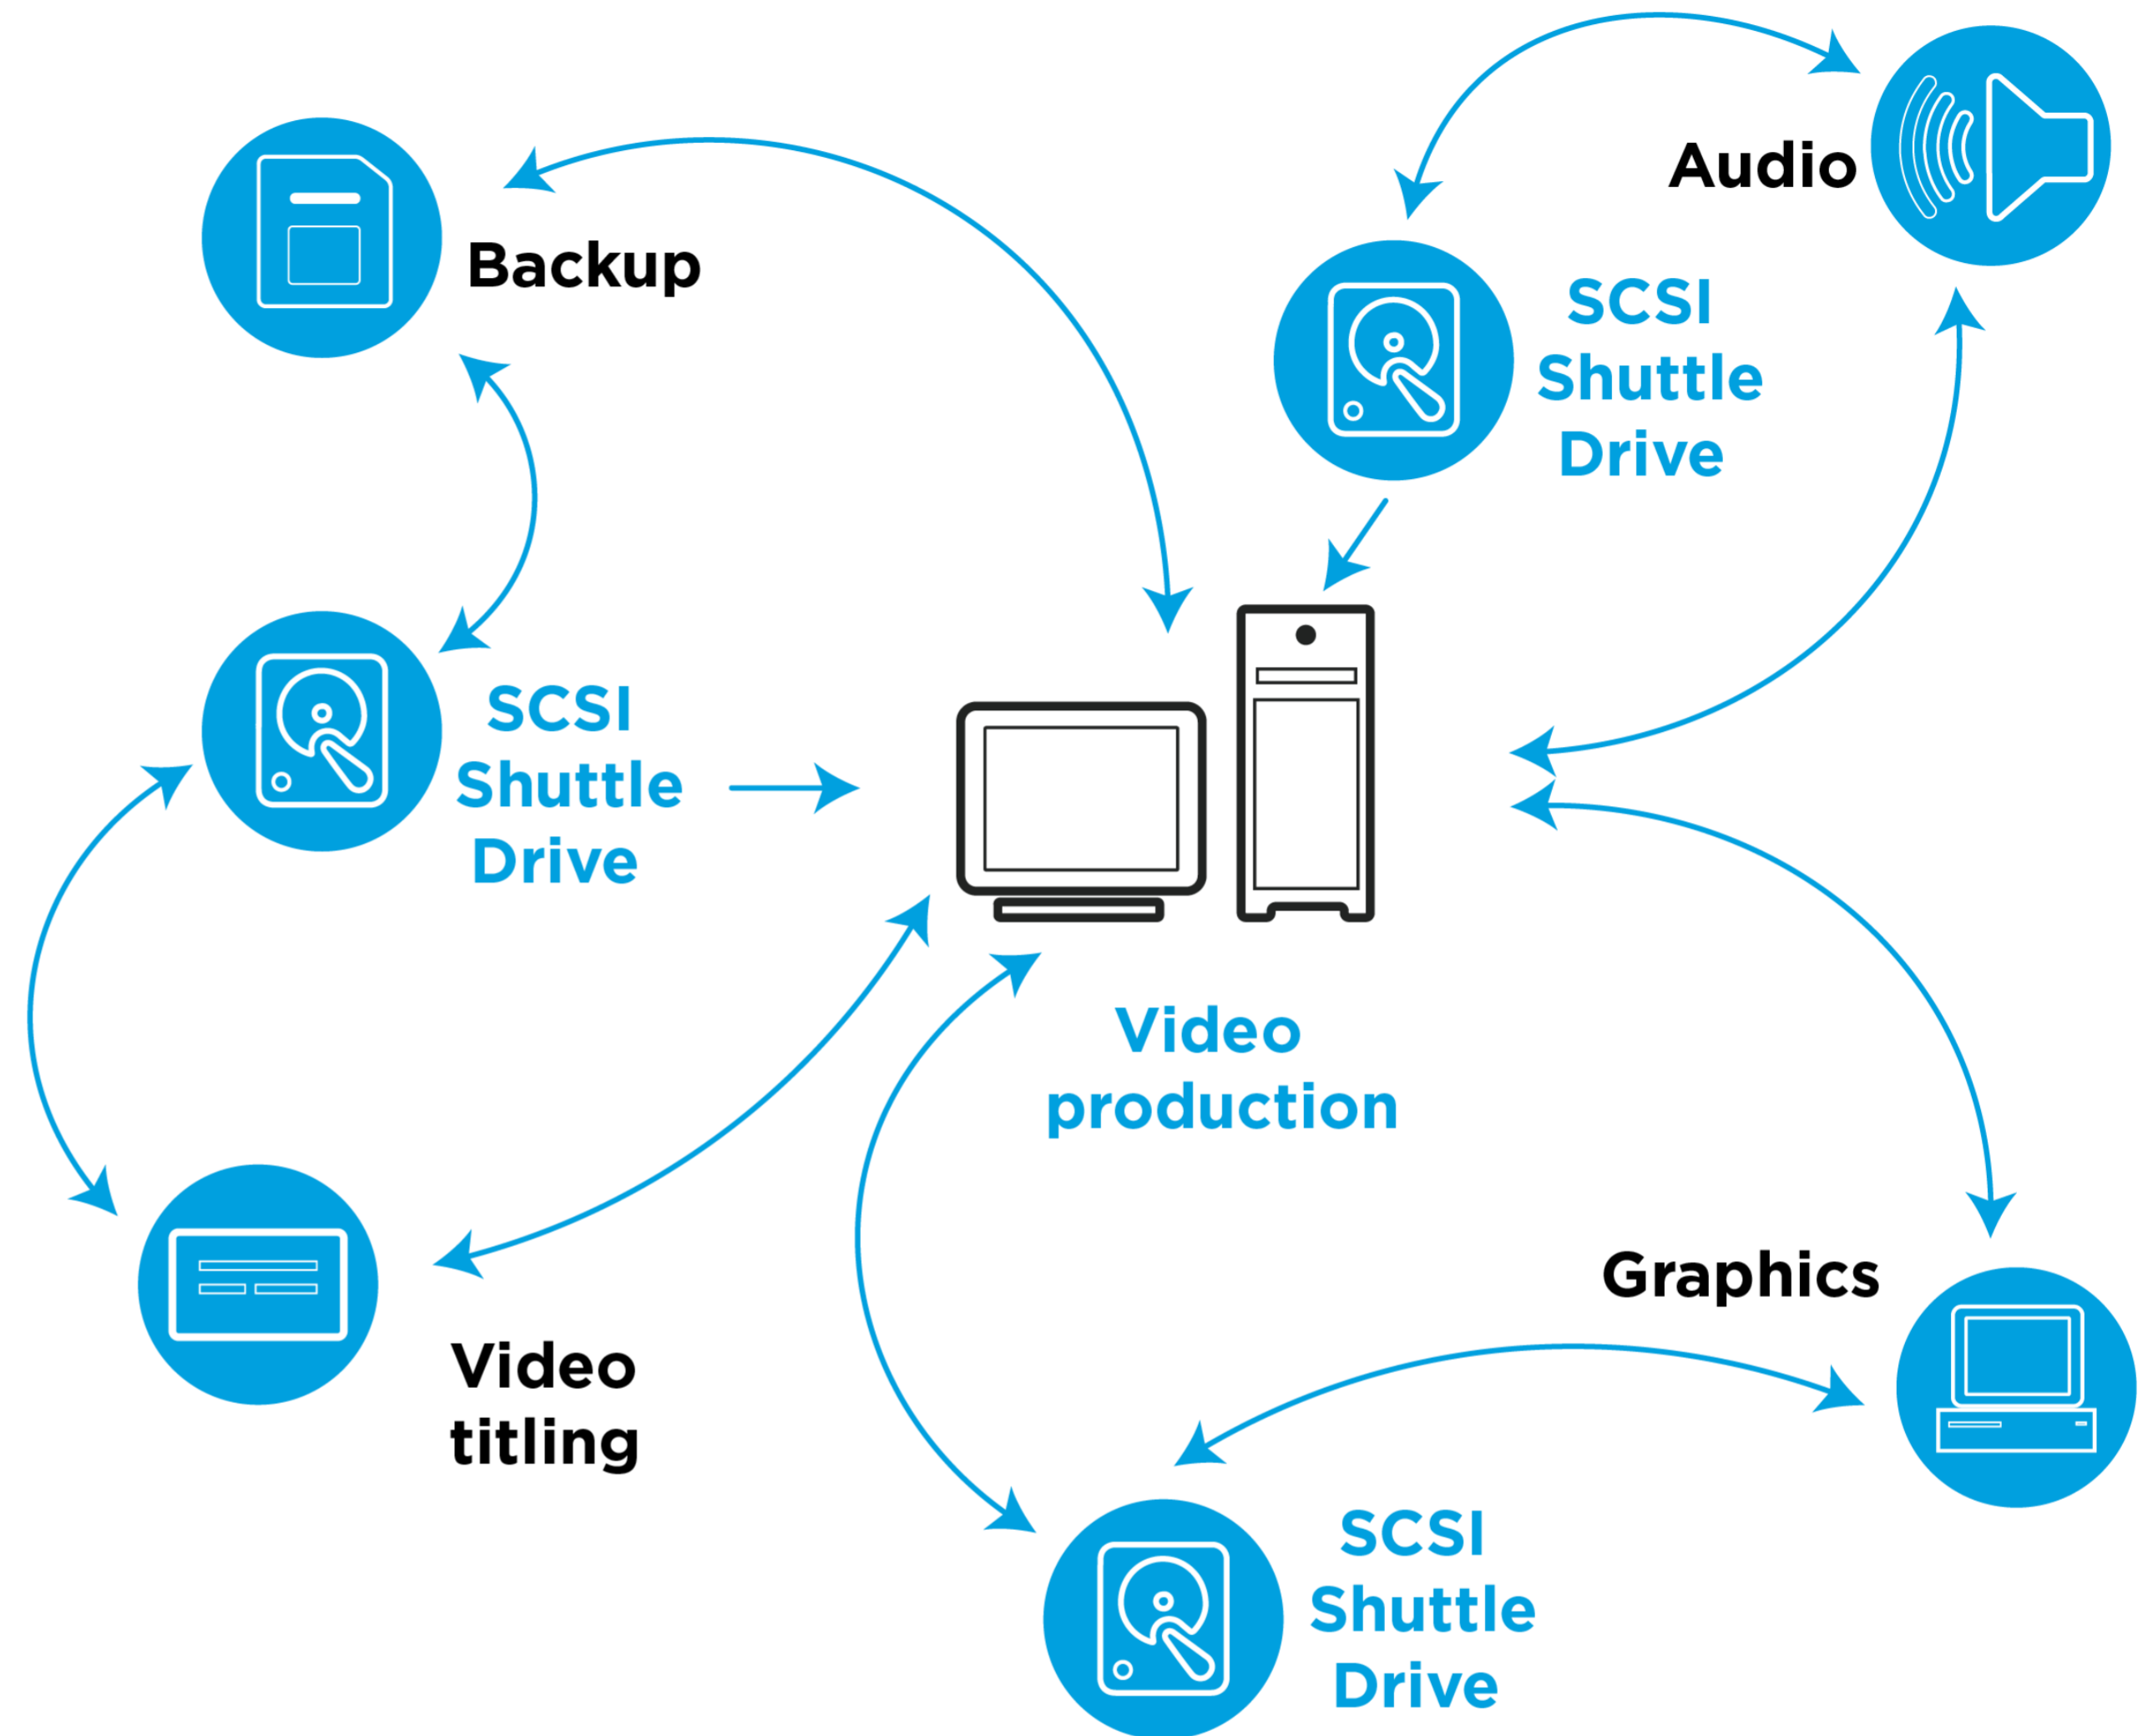 Audio
Backup
SCSI
Shuttle
Drive
SCSI
Shuttle
Drive
Video
production
Graphics
Video
titling
SCSI
Shuttle
Drive